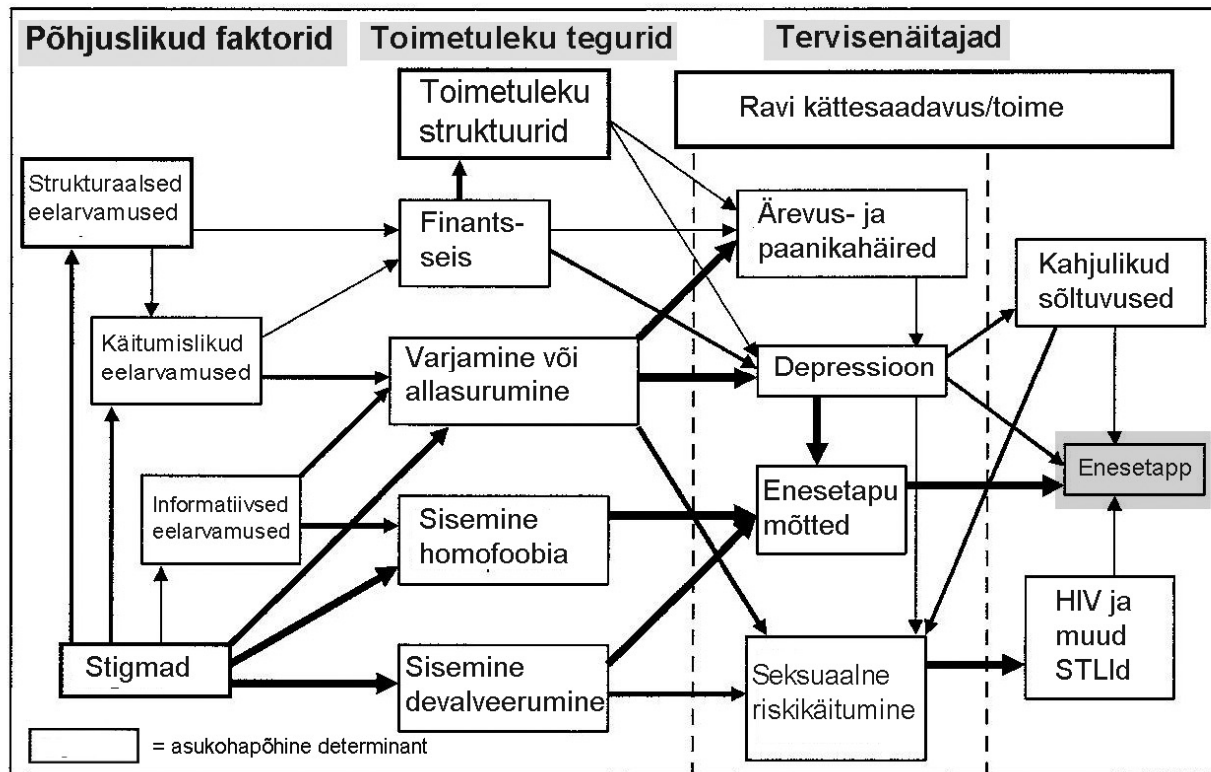 Põhjuslikud faktorid
Toimetuleku tegurid
Tervisenäitajad
Toimetuleku
struktuurid
Ravi kättesaadavus/toime
Strukturaalsed
eelarvamused
Finants-
seis
Ärevus- ja
paanikahäired
Kahjulikud
sõltuvused
Käitumislikud
eelarvamused
Varjamine või
allasurumine
Depressioon
Enesetapp
Informatiivsed
eelarvamused
Sisemine
homofoobia
Enesetapu
mõtted
HIV ja
muud
STLId
Stigmad
Sisemine
devalveerumine
Seksuaalne
riskikäitumine
= asukohapõhine determinant